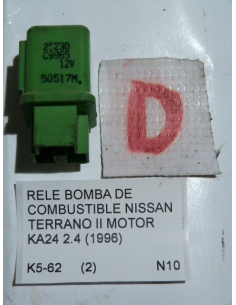 25230
C9965
12V
50517M.
D
RELE BOMBA DE
COMBUSTIBLE NISSAN
TERRANO II MOTOR
KA24 2.4 (1996)
K5-62 (2) N10